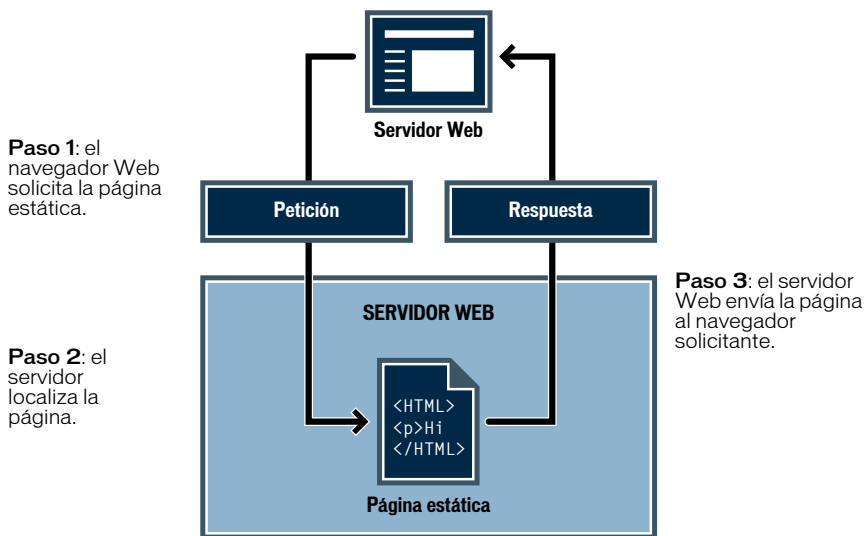 Servidor Web
Paso 1: el
navegador Web
solicita la página
estática.
Petición
Respuesta
Paso 3: el servidor
Web envía la página
al navegador
solicitante.
SERVIDOR WEB
Paso 2: el
servidor
localiza la
página.
<HTML>
<p>Hi
</HTML>
Página estática